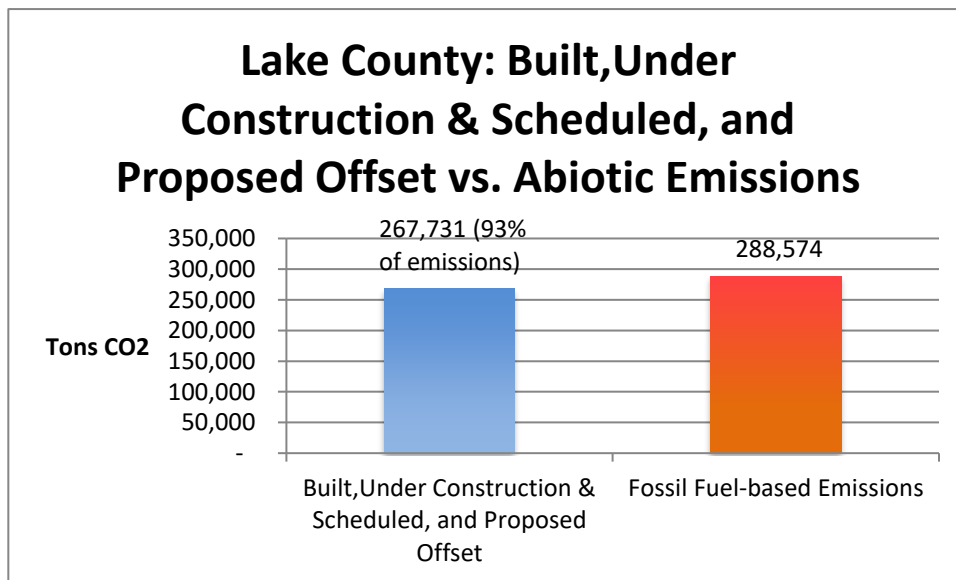 Lake County: Built,Under
Construction & Scheduled, and
Proposed Offset vs. Abiotic Emissions
267,731 (93%
of emissions)
288,574
350,000
300,000
250,000
200,000
150,000
100,000
50,000
-
Tons CO2
Built,Under Construction &
Scheduled, and Proposed
Offset
Fossil Fuel-based Emissions